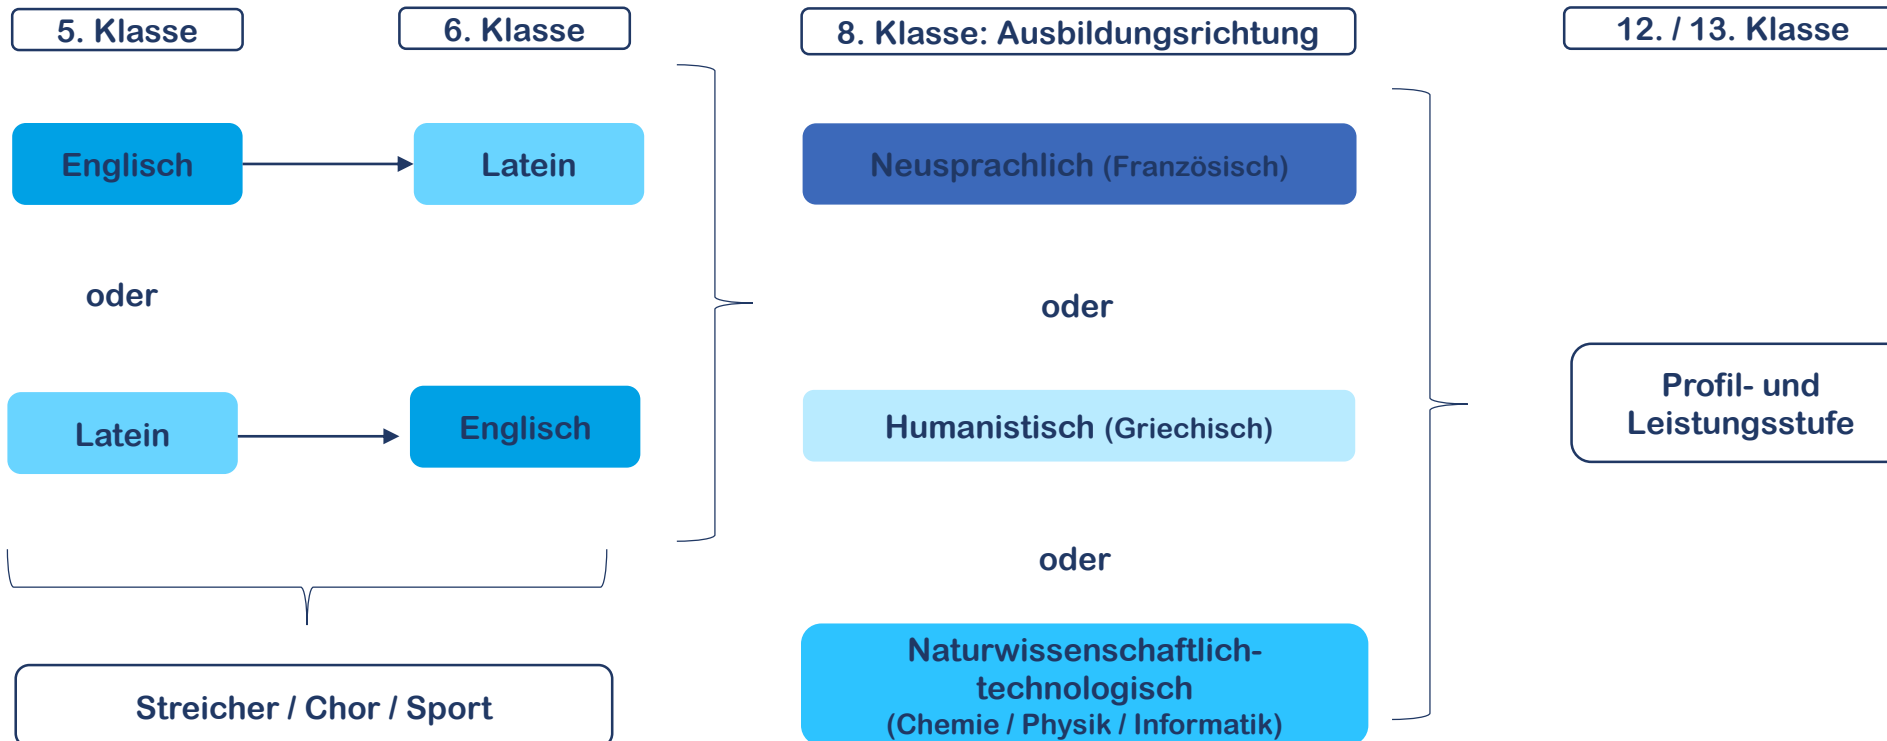 5. Klasse
6. Klasse
8. Klasse: Ausbildungsrichtung
12. / 13. Klasse
Englisch
Latein
Neusprachlich (Französisch)
oder
oder
Latein
Englisch
Humanistisch (Griechisch)
Profil- und
Leistungsstufe
oder
Streicher / Chor / Sport
Naturwissenschaftlich-
technologisch
(Chemie / Physik / Informatik)